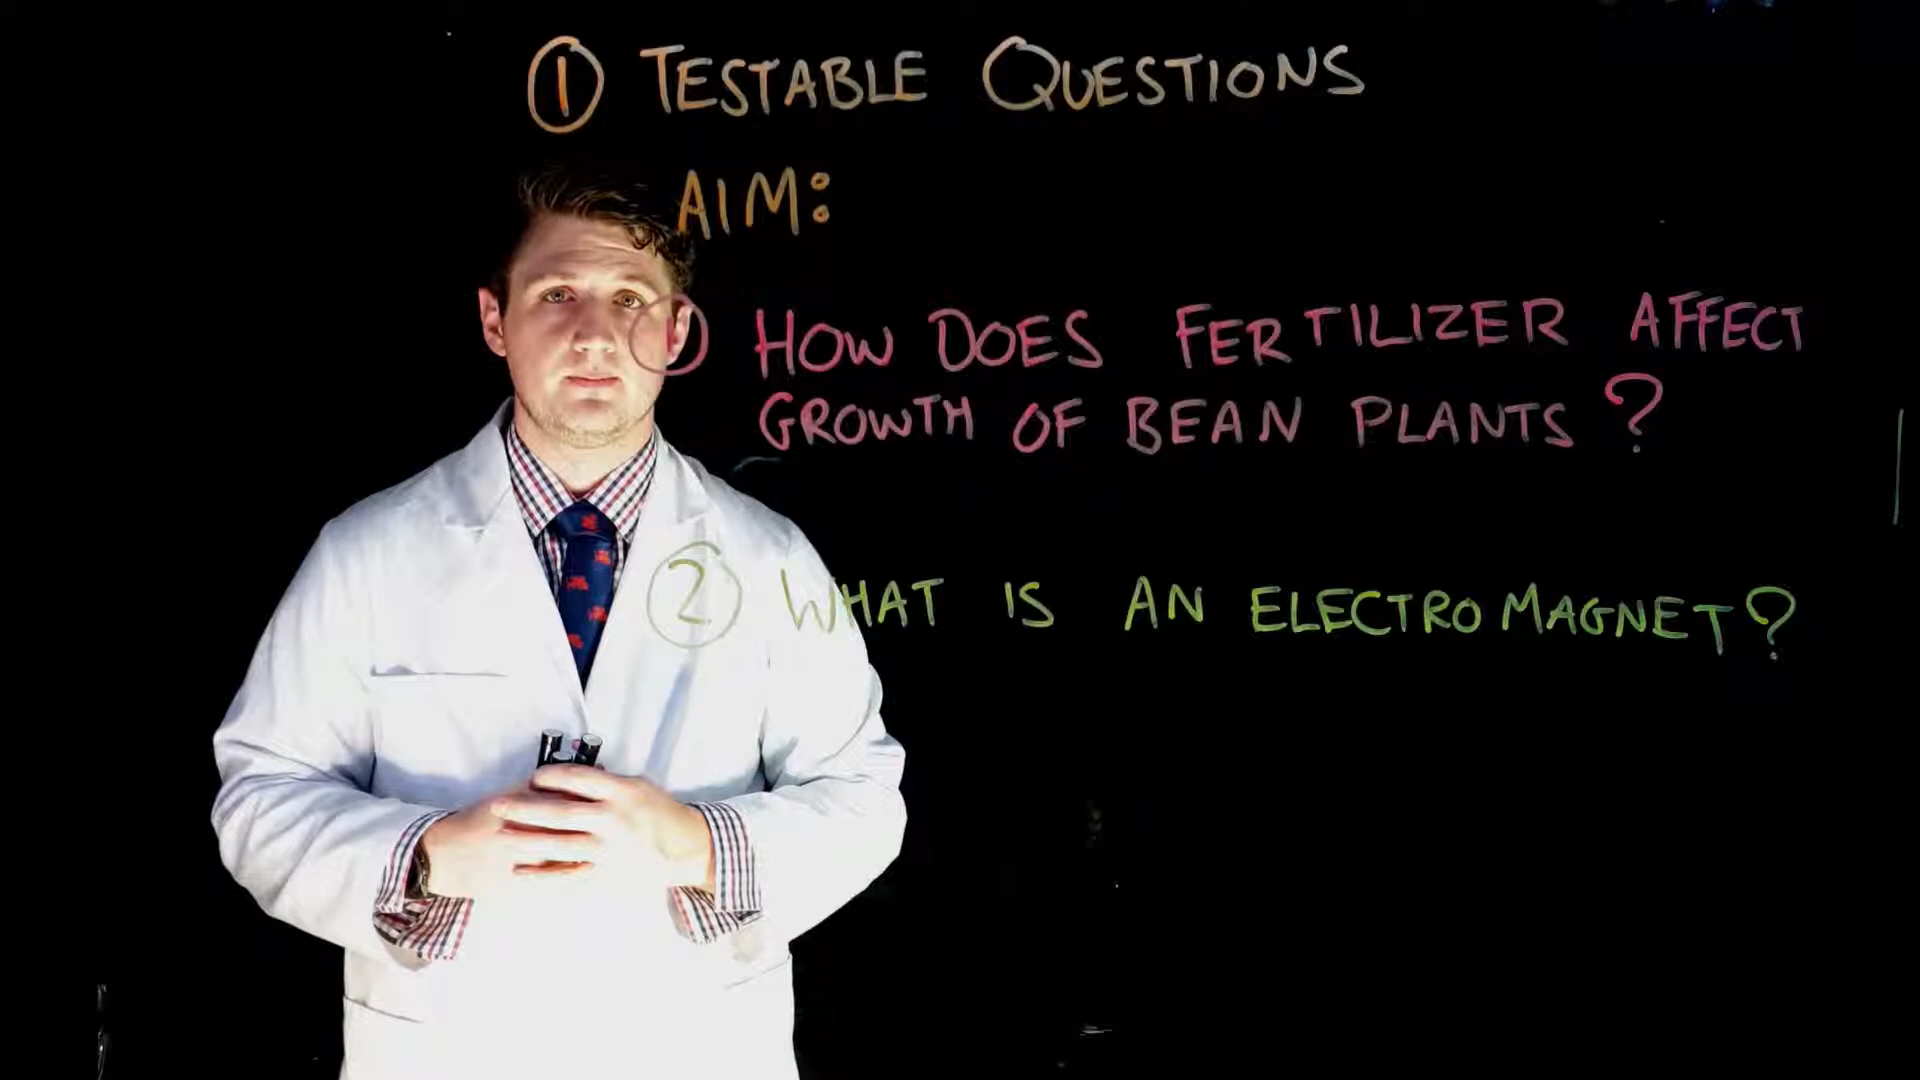 ① TESTABLE QUESTIONS
AIM:
① HOW DOES FERTILIZER AFFECT
GROWTH OF BEAN PLANTS?
② WHAT IS AN ELECTROMAGNET?